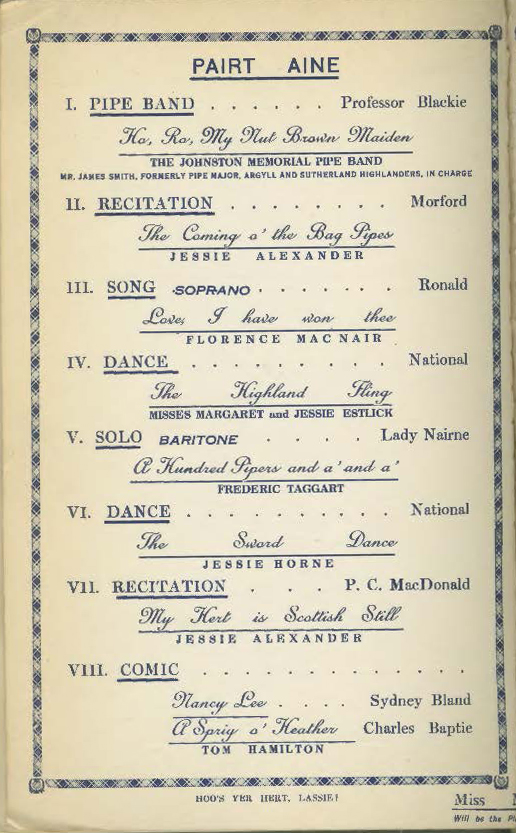 PAIRT AINE
I. PIPE BAND . . . . . . Professor Blackie
Ho, Ro, My Nut Brown Maiden
THE JOHNSTON MEMORIAL PIPE BAND
MR. JAMES SMITH, FORMERLY PIPE MAJOR, ARGYLL AND SUTHERLAND HIGHLANDERS, IN CHARGE
II. RECITATION . . . . . . . . Morford
The Coming o' the Bag Pipes
JESSIE ALEXANDER
III. SONG SOPRANO . . . . . . . Ronald
Love, I have won thee
FLORENCE MAC NAIR
IV. DANCE . . . . . . . . . National
The Highland Fling
MISSES MARGARET and JESSIE ESTLICK
V. SOLO BARITONE . . . . Lady Nairne
A Hundred Pipers and a' and a'
FREDERIC TAGGART
VI. DANCE . . . . . . . . . . National
The Sword Dance
JESSIE HORNE
VII. RECITATION . . . P. C. MacDonald
My Hert is Scottish Still
JESSIE ALEXANDER
VIII. COMIC . . . . . . . . . . . . . .
Nancy Lee . . . . Sydney Bland
A Sprig o' Heather Charles Baptie
TOM HAMILTON
HOO'S YER HERT, LASSIE?
Miss
Will be the